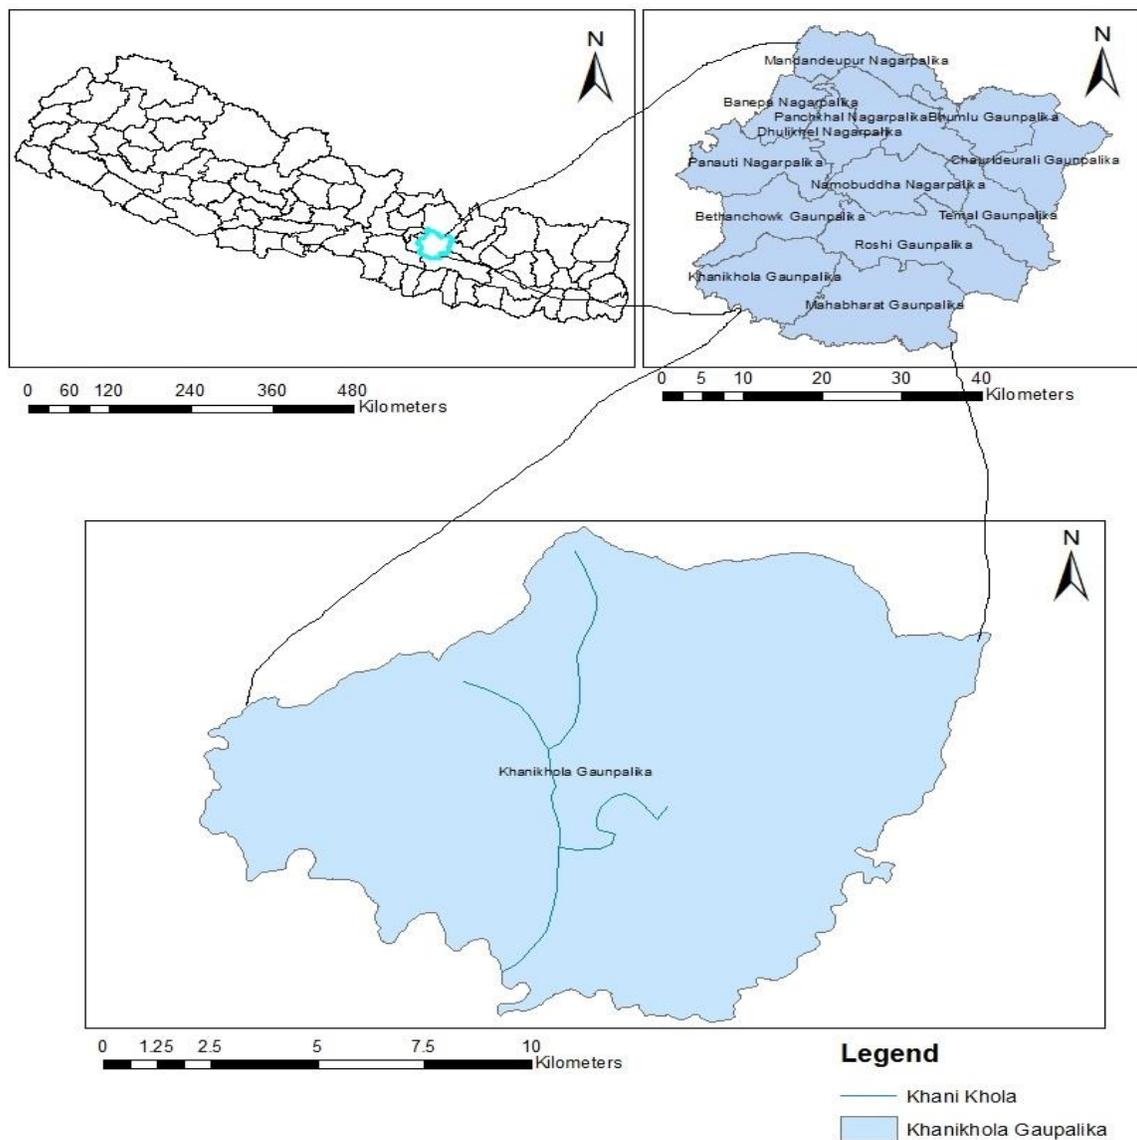 N
0 60 120 240 360 480
Kilometers
N
Mandandeupur Nagarpalika
Banepa Nagarpalika
Panchkhal Nagarpalika
Bhumlu Gaunpalika
Dhulikhel Nagarpalika
Panauti Nagarpalika
Chaurideurali Gaunpalika
Namobuddha Nagarpalika
Bethanchowk Gaunpalika
Temal Gaunpalika
Roshi Gaunpalika
Khanikhola Gaunpalika
Mahabharat Gaunpalika
0 5 10 20 30 40
Kilometers
N
Khanikhola Gaunpalika
0 1.25 2.5 5 7.5 10
Kilometers
Legend
Khani Khola
Khanikhola Gaupalika